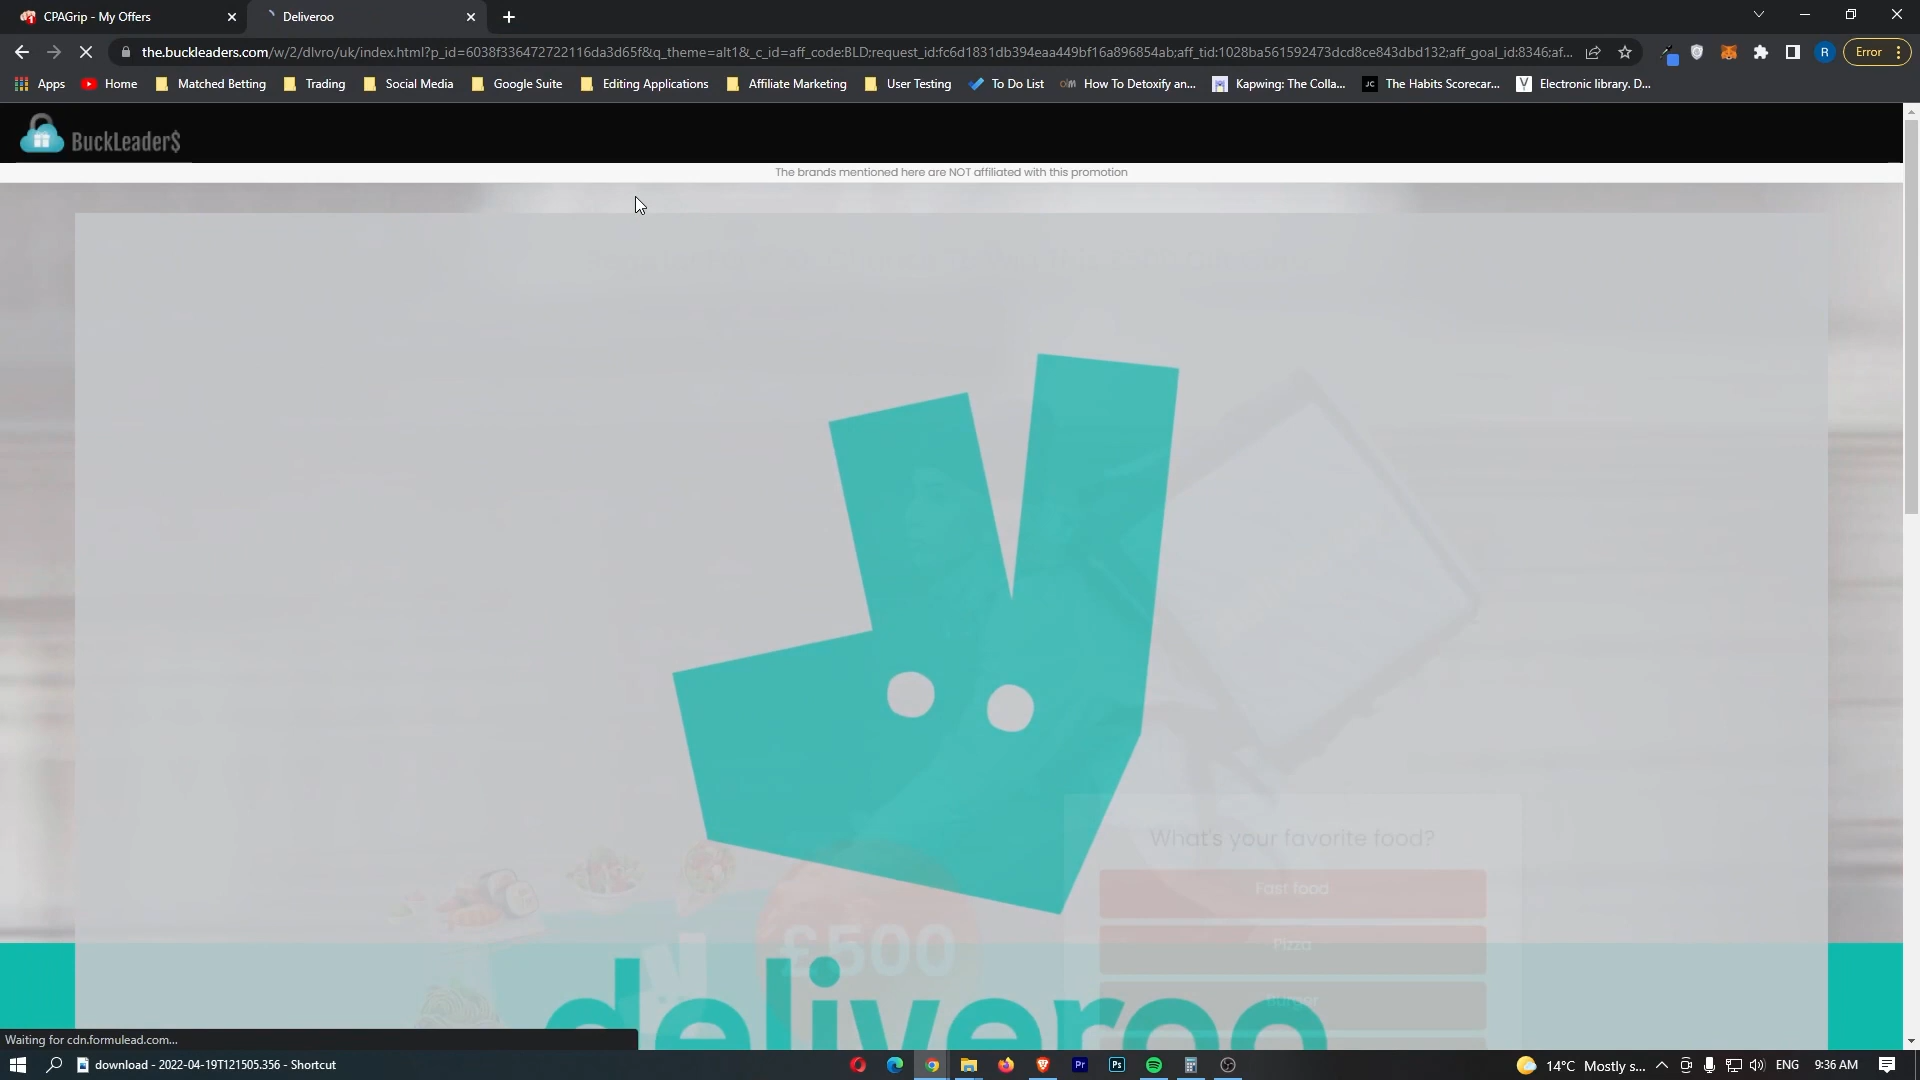 CPAGrip - My Offers
Deliveroo
the.buckleaders.com/w/2/dlvro/uk/index.html?p_id=6038f336472722116da3d65f&q_theme=alt1&_c_id=aff_code:BLD;request_id:fc6d1831db394eaa449bf16a896854ab;aff_tid:1028ba561592473dcd8ce843dbd132;aff_goal_id:8346;af...
R
Error
Apps
Home
Matched Betting
Trading
Social Media
Google Suite
Editing Applications
Affiliate Marketing
User Testing
To Do List
How To Detoxify an...
Kapwing: The Colla...
JC
The Habits Scorecar...
Electronic library. D...
BuckLeader$
The brands mentioned here are NOT affiliated with this promotion
What's your favorite food?
Fast food
Pizza
£500
Burger
deliveroo
Waiting for cdn.formulead.com...
download - 2022-04-19T121505.356 - Shortcut
Pr
Ps
14°C Mostly s...
ENG
9:36 AM